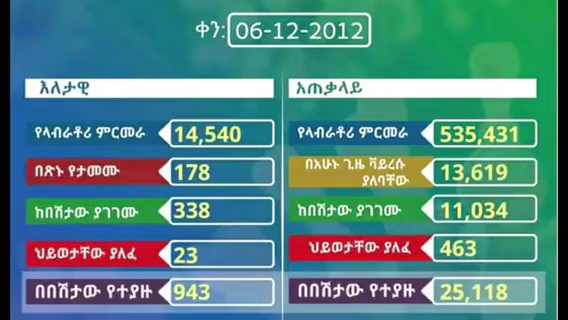 ቀን: 06-12-2012
እለታዊ
የላብራቶሪ ምርመራ 14,540
በጽኑ የታመሙ 178
ከበሽታው ያገገሙ 338
ህይወታቸው ያለፈ 23
በበሽታው የተያዙ 943
አጠቃላይ
የላብራቶሪ ምርመራ 535,431
በአሁኑ ጊዜ ቫይረሱ
ያለባቸው 13,619
ከበሽታው ያገገሙ 11,034
ህይወታቸው ያለፈ 463
በበሽታው የተያዙ 25,118